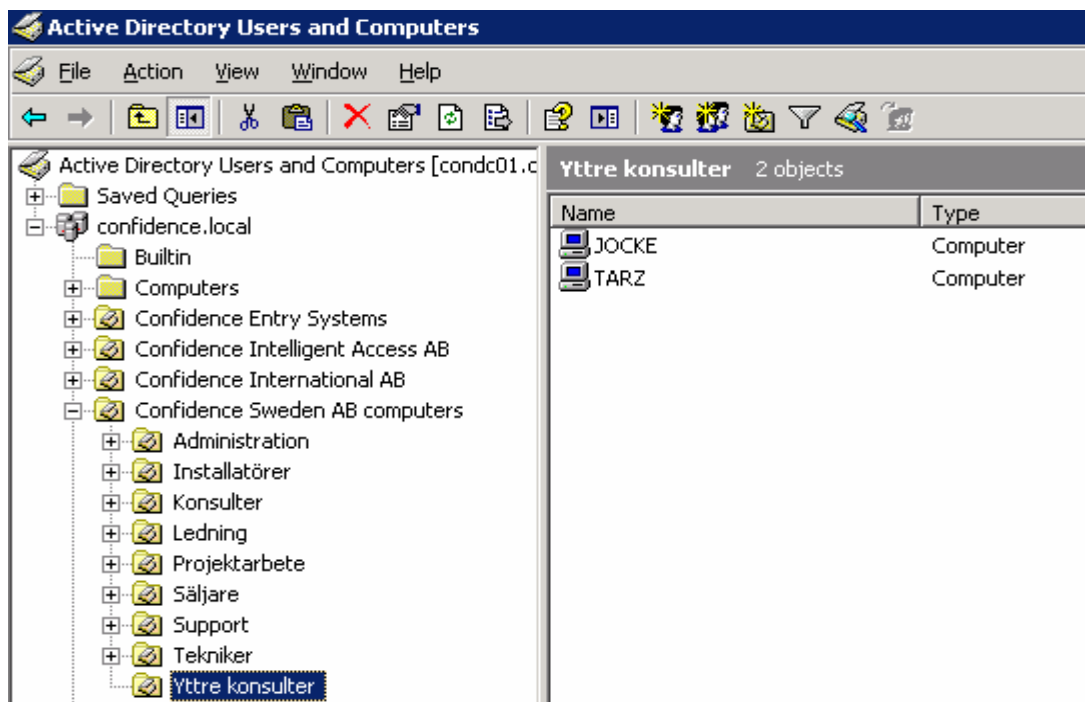 Active Directory Users and Computers
File Action View Window Help
Active Directory Users and Computers [condc01.c
Saved Queries
confidence.local
Builtin
Computers
Confidence Entry Systems
Confidence Intelligent Access AB
Confidence International AB
Confidence Sweden AB computers
Administration
Installatörer
Konsulter
Ledning
Projektarbete
Säljare
Support
Tekniker
Yttre konsulter
Yttre konsulter 2 objects
Name Type
JOCKE Computer
TARZ Computer